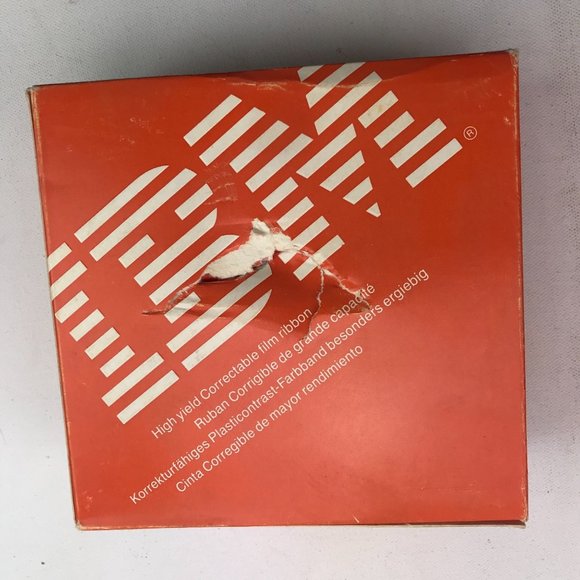 IBM®
High yield Correctable film ribbon
Ruban Corrigible de grande capacité
Korrekturfähiges Plasticontrast-Farbband besonders ergiebig
Cinta Corregible de mayor rendimiento